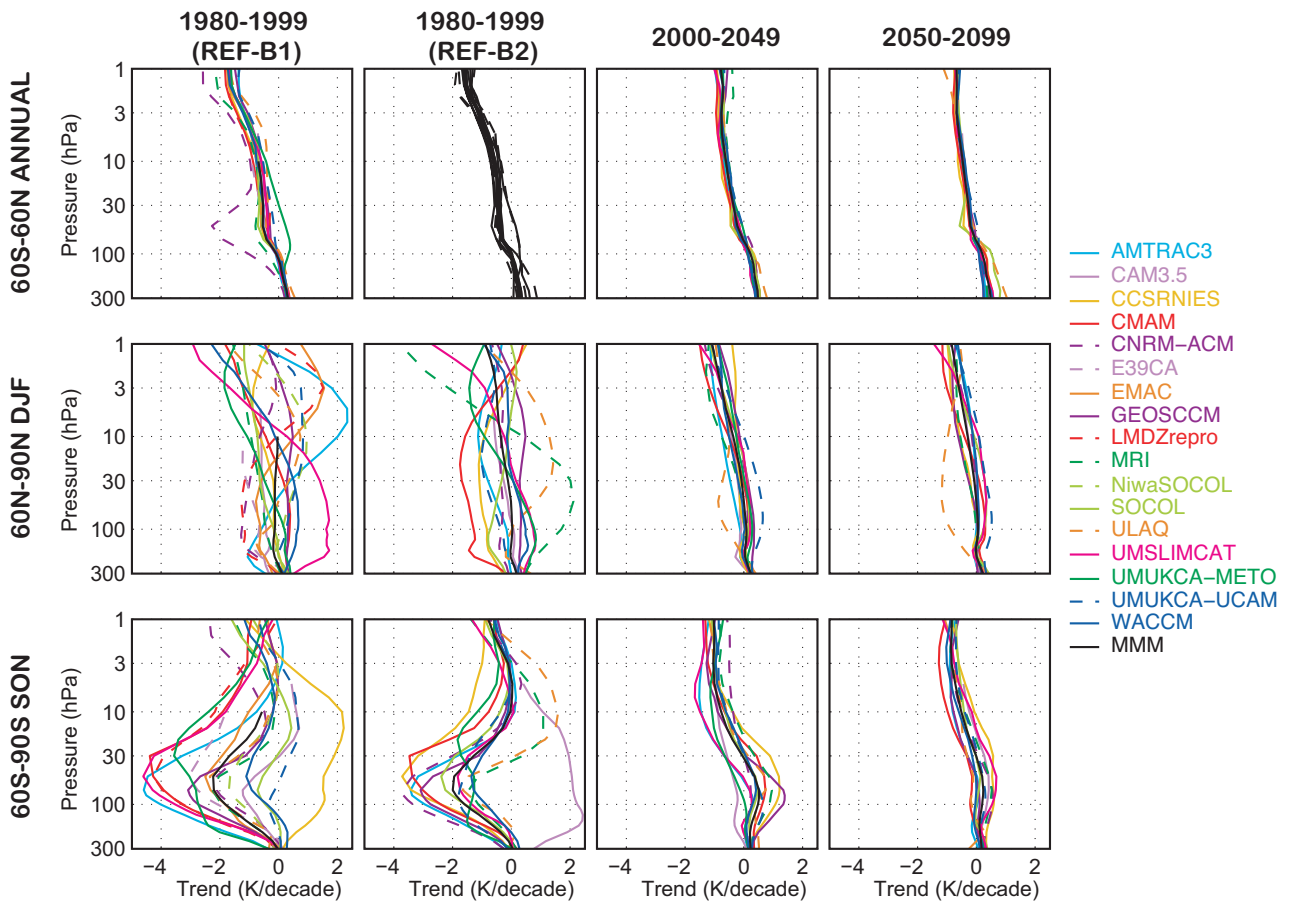 1980-1999
(REF-B1)
1980-1999
(REF-B2)
2000-2049
2050-2099
60S-60N ANNUAL
Pressure (hPa)
1
3
10
30
100
300
60N-90N DJF
Pressure (hPa)
1
3
10
30
100
300
60S-90S SON
Pressure (hPa)
1
3
10
30
100
300
−4 −2 0 2
−4 −2 0 2
−4 −2 0 2
−4 −2 0 2
Trend (K/decade)
Trend (K/decade)
Trend (K/decade)
Trend (K/decade)
AMTRAC3
CAM3.5
CCSRNIES
CMAM
CNRM−ACM
E39CA
EMAC
GEOSCCM
LMDZrepro
MRI
NiwaSOCOL
SOCOL
ULAQ
UMSLIMCAT
UMUKCA−METO
UMUKCA−UCAM
WACCM
MMM